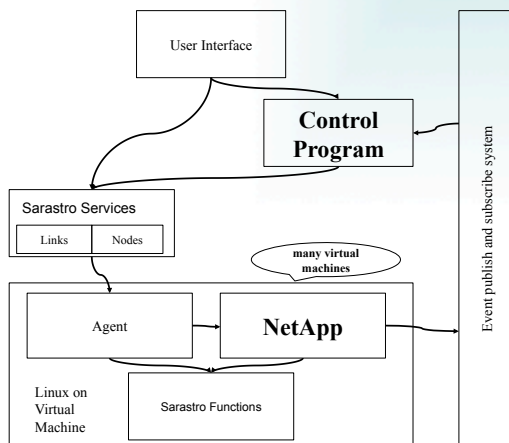 User Interface
Control
Program
Event publish and subscribe system
Sarastro Services
Links
Nodes
many virtual
machines
Agent
NetApp
Linux on
Virtual
Machine
Sarastro Functions